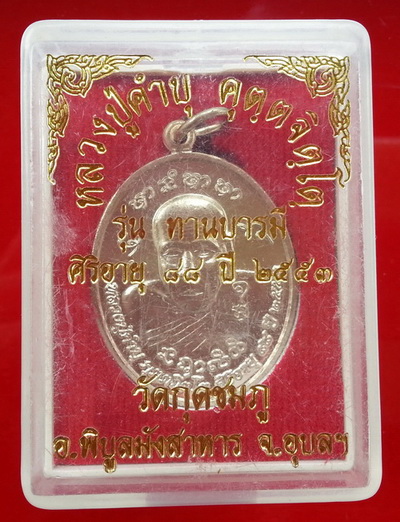 หลวงปู่คำบุ คุตฺตจิตฺโต
รุ่น ทานบารมี
ศิริอายุ ๘๘ ปี ๒๕๕๓
วัดกุดชมภู
อ.พิบูลมังสาหาร จ.อุบลฯ